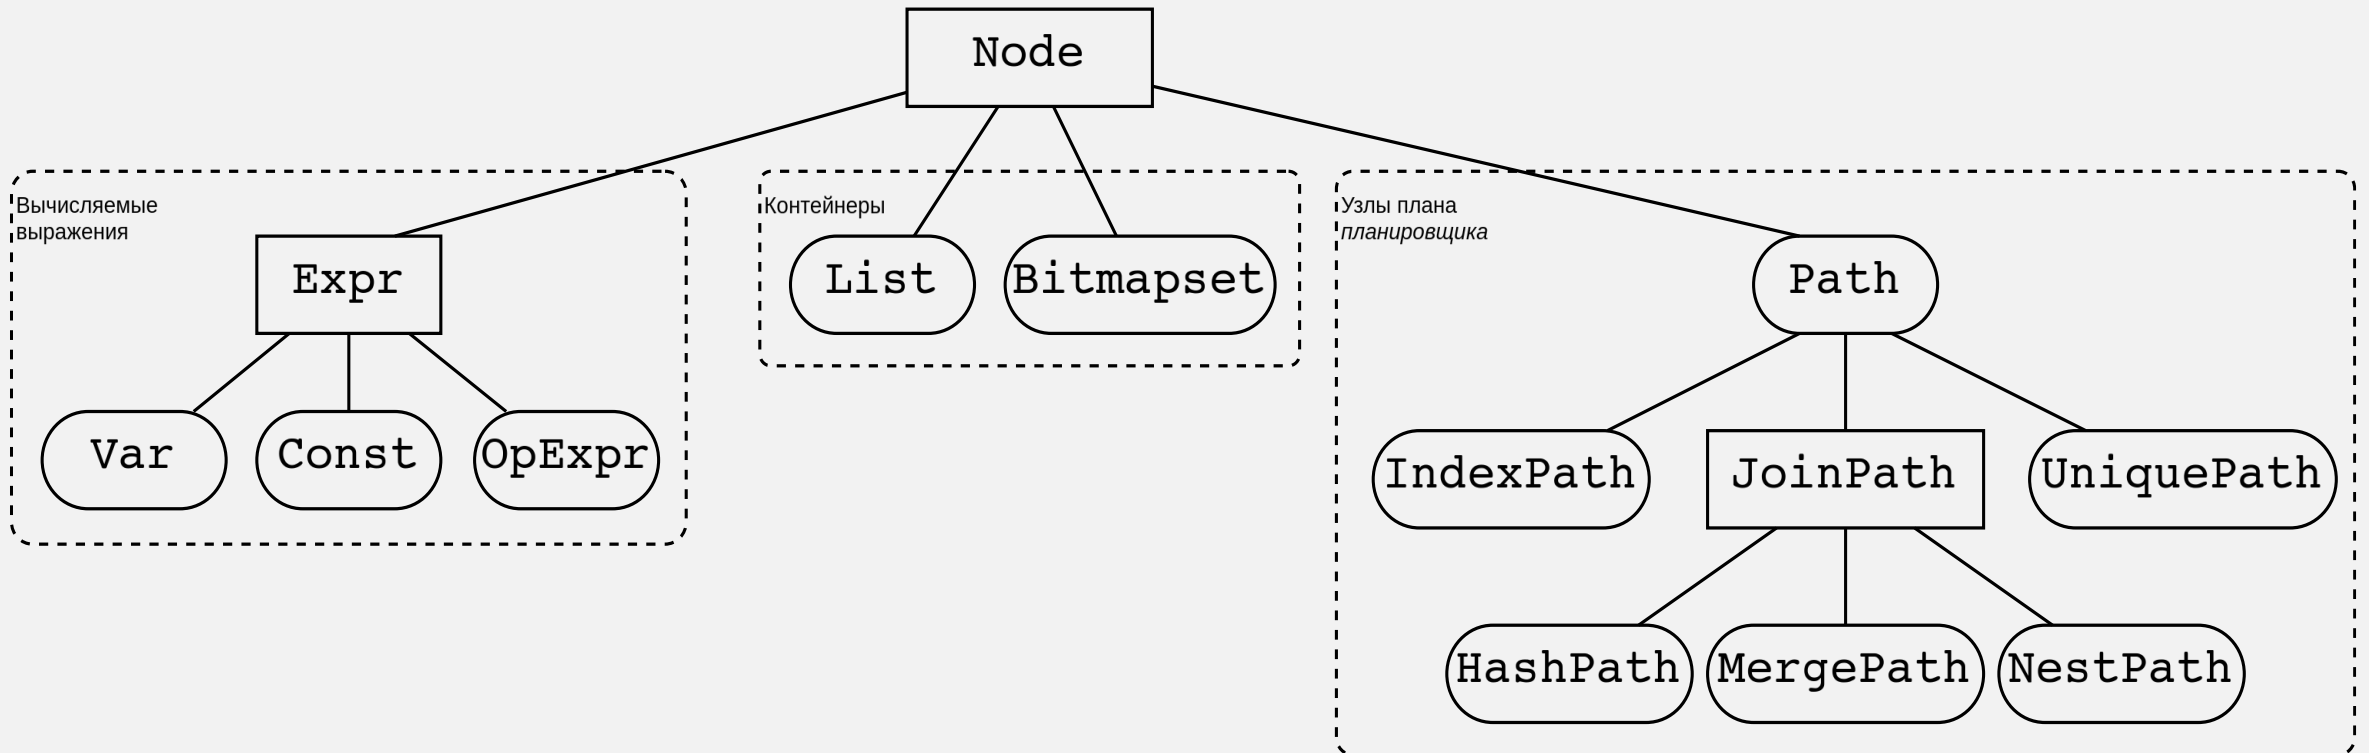 Node
Вычисляемые
выражения
Контейнеры
Узлы плана
планировщика
Expr
List
Bitmapset
Path
Var
Const
OpExpr
IndexPath
JoinPath
UniquePath
HashPath
MergePath
NestPath